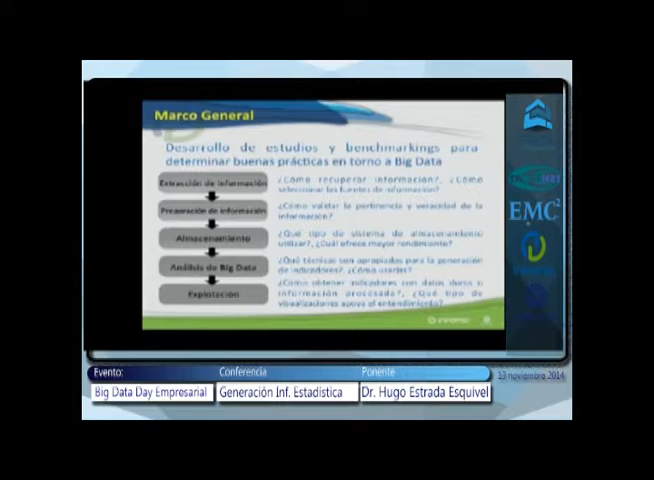 Marco General
Desarrollo de estudios y benchmarkings para
determinar buenas prácticas en torno a Big Data
Extracción de información
¿Cómo recuperar información?, ¿Cómo
seleccionar las fuentes de información?
Preparación de información
¿Cómo validar la pertinencia y veracidad de la
información?
Almacenamiento
¿Qué tipo de sistema de almacenamiento
utilizar?, ¿Cuál ofrece mayor rendimiento?
Análisis de Big Data
¿Qué técnicas son apropiados para la generación
de indicadores?, ¿Cómo usarlas?
Explotación
¿Cómo obtener indicadores con datos duros o
información procesada?, ¿Qué tipo de
visualizaciones apoya el entendimiento?
EMC²
Evento:
Conferencia
Ponente
13 noviembre 2014
Big Data Day Empresarial
Generación Inf. Estadística
Dr. Hugo Estrada Esquivel